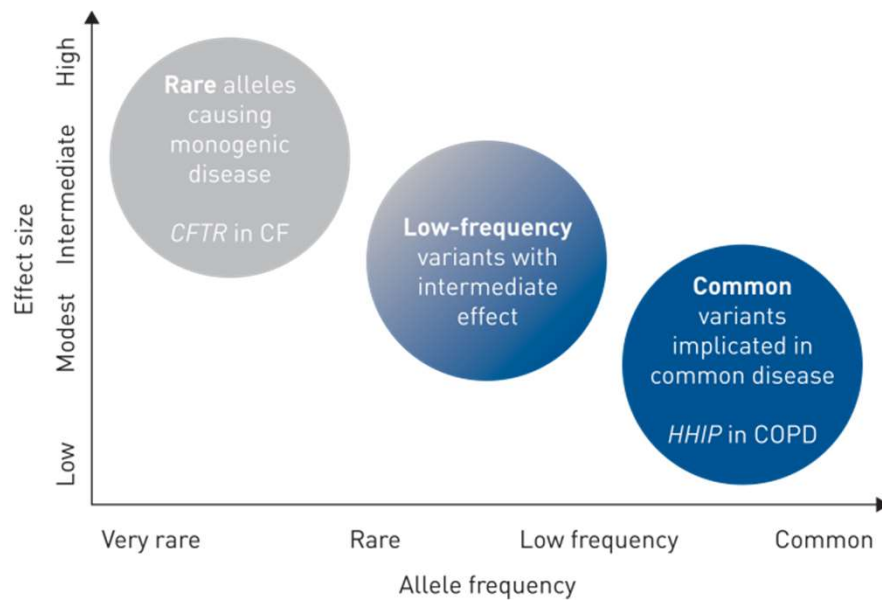 High
Intermediate
Modest
Low
Effect size
Rare alleles
causing
monogenic
disease
CFTR in CF
Low-frequency
variants with
intermediate
effect
Common
variants
implicated in
common disease
HHIP in COPD
Very rare
Rare
Low frequency
Common
Allele frequency